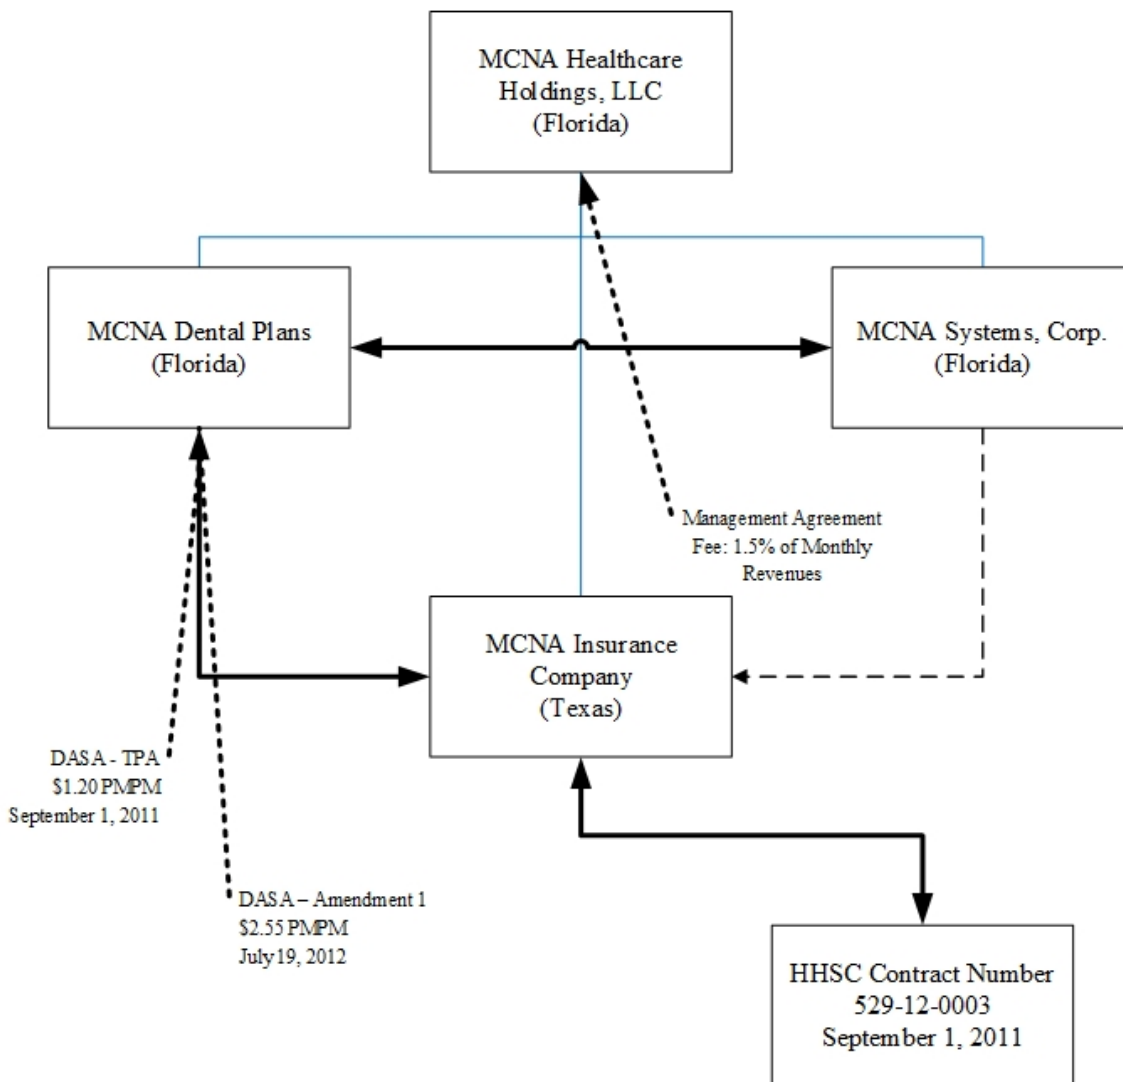 MCNA Healthcare
Holdings, LLC
(Florida)
MCNA Dental Plans
(Florida)
MCNA Systems, Corp.
(Florida)
Management Agreement
Fee: 1.5% of Monthly
Revenues
MCNA Insurance
Company
(Texas)
DASA - TPA
$1.20 PMPM
September 1, 2011
DASA – Amendment 1
$2.55 PMPM
July 19, 2012
HHSC Contract Number
529-12-0003
September 1, 2011